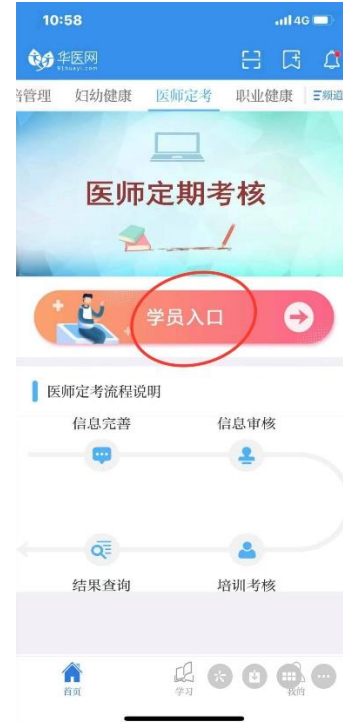 10:58
4G
华医网
91huayi.com
培管理 妇幼健康 医师定考 职业健康 频道
医师定期考核
学员入口
医师定考流程说明
信息完善 信息审核
结果查询 培训考核
首页 学习 我的